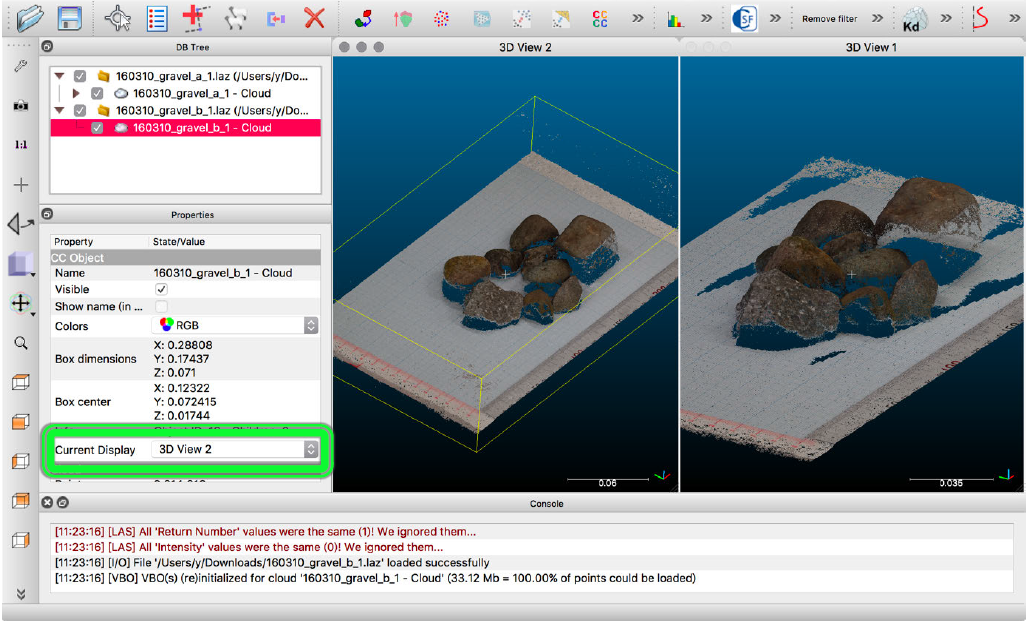 SF
Remove filter
Kd
CC
CC
DB Tree
3D View 2
3D View 1
160310_gravel_a_1.laz (/Users/y/Do...
160310_gravel_a_1 - Cloud
160310_gravel_b_1.laz (/Users/y/Do...
160310_gravel_b_1 - Cloud
1:1
Properties
Property State/Value
CC Object
Name 160310_gravel_b_1 - Cloud
Visible
Show name (in ...
Colors RGB
Box dimensions X: 0.28808
Y: 0.17437
Z: 0.071
Box center X: 0.12322
Y: 0.072415
Z: 0.01744
Current Display 3D View 2
0.06
0.035
Console
[11:23:16] [LAS] All 'Return Number' values were the same (1)! We ignored them...
[11:23:16] [LAS] All 'Intensity' values were the same (0)! We ignored them...
[11:23:16] [I/O] File '/Users/y/Downloads/160310_gravel_b_1.laz' loaded successfully
[11:23:16] [VBO] VBO(s) (re)initialized for cloud '160310_gravel_b_1 - Cloud' (33.12 Mb = 100.00% of points could be loaded)